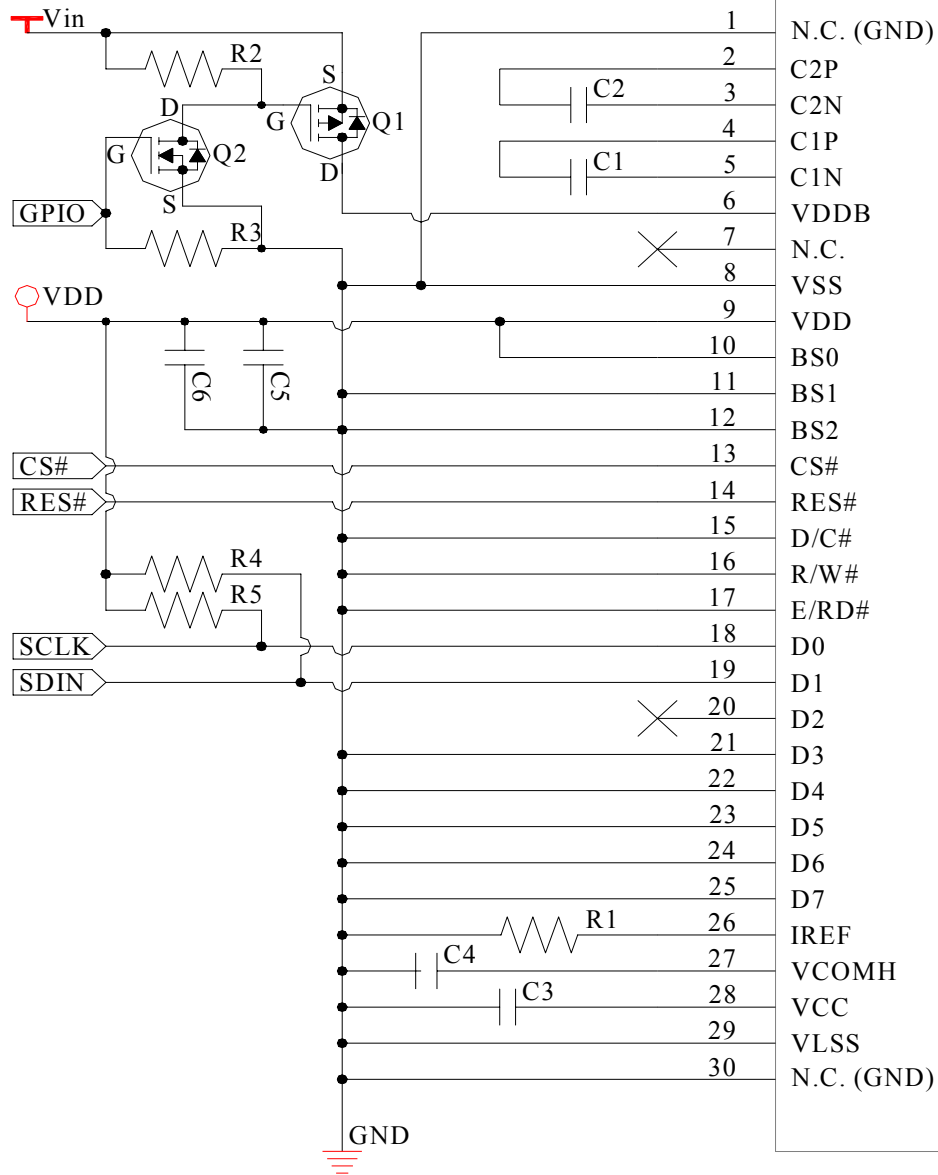 Vin
1 N.C. (GND)
R2
2 C2P
S
D C2
3 C2N
G Q1
G Q2
4 C1P
C1
D
5 C1N
S
GPIO
6 VDDB
R3
7 N.C.
8 VSS
VDD
9 VDD
10 BS0
C6 C5
11 BS1
12 BS2
CS# 13 CS#
RES# 14 RES#
15 D/C#
R4
16 R/W#
R5
17 E/RD#
SCLK 18 D0
SDIN 19 D1
20 D2
21 D3
22 D4
23 D5
24 D6
25 D7
R1 26 IREF
C4 27 VCOMH
C3 28 VCC
29 VLSS
30 N.C. (GND)
GND